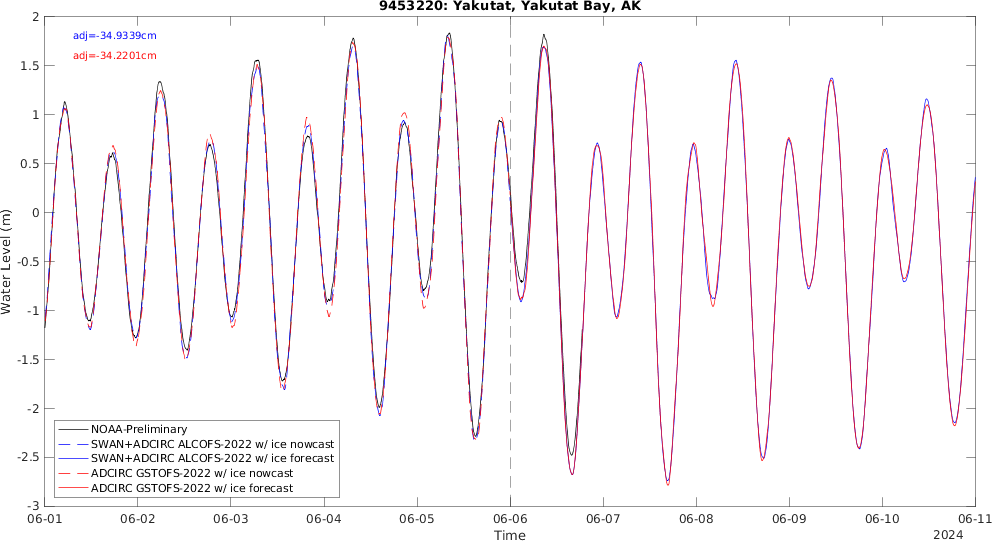 9453220: Yakutat, Yakutat Bay, AK
adj=-34.9339cm
adj=-34.2201cm
Water Level (m)
2
1.5
1
0.5
0
-0.5
-1
-1.5
-2
-2.5
-3
NOAA-Preliminary
SWAN+ADCIRC ALCOFS-2022 w/ ice nowcast
SWAN+ADCIRC ALCOFS-2022 w/ ice forecast
ADCIRC GSTOFS-2022 w/ ice nowcast
ADCIRC GSTOFS-2022 w/ ice forecast
06-01 06-02 06-03 06-04 06-05 06-06 06-07 06-08 06-09 06-10 06-11
Time
2024